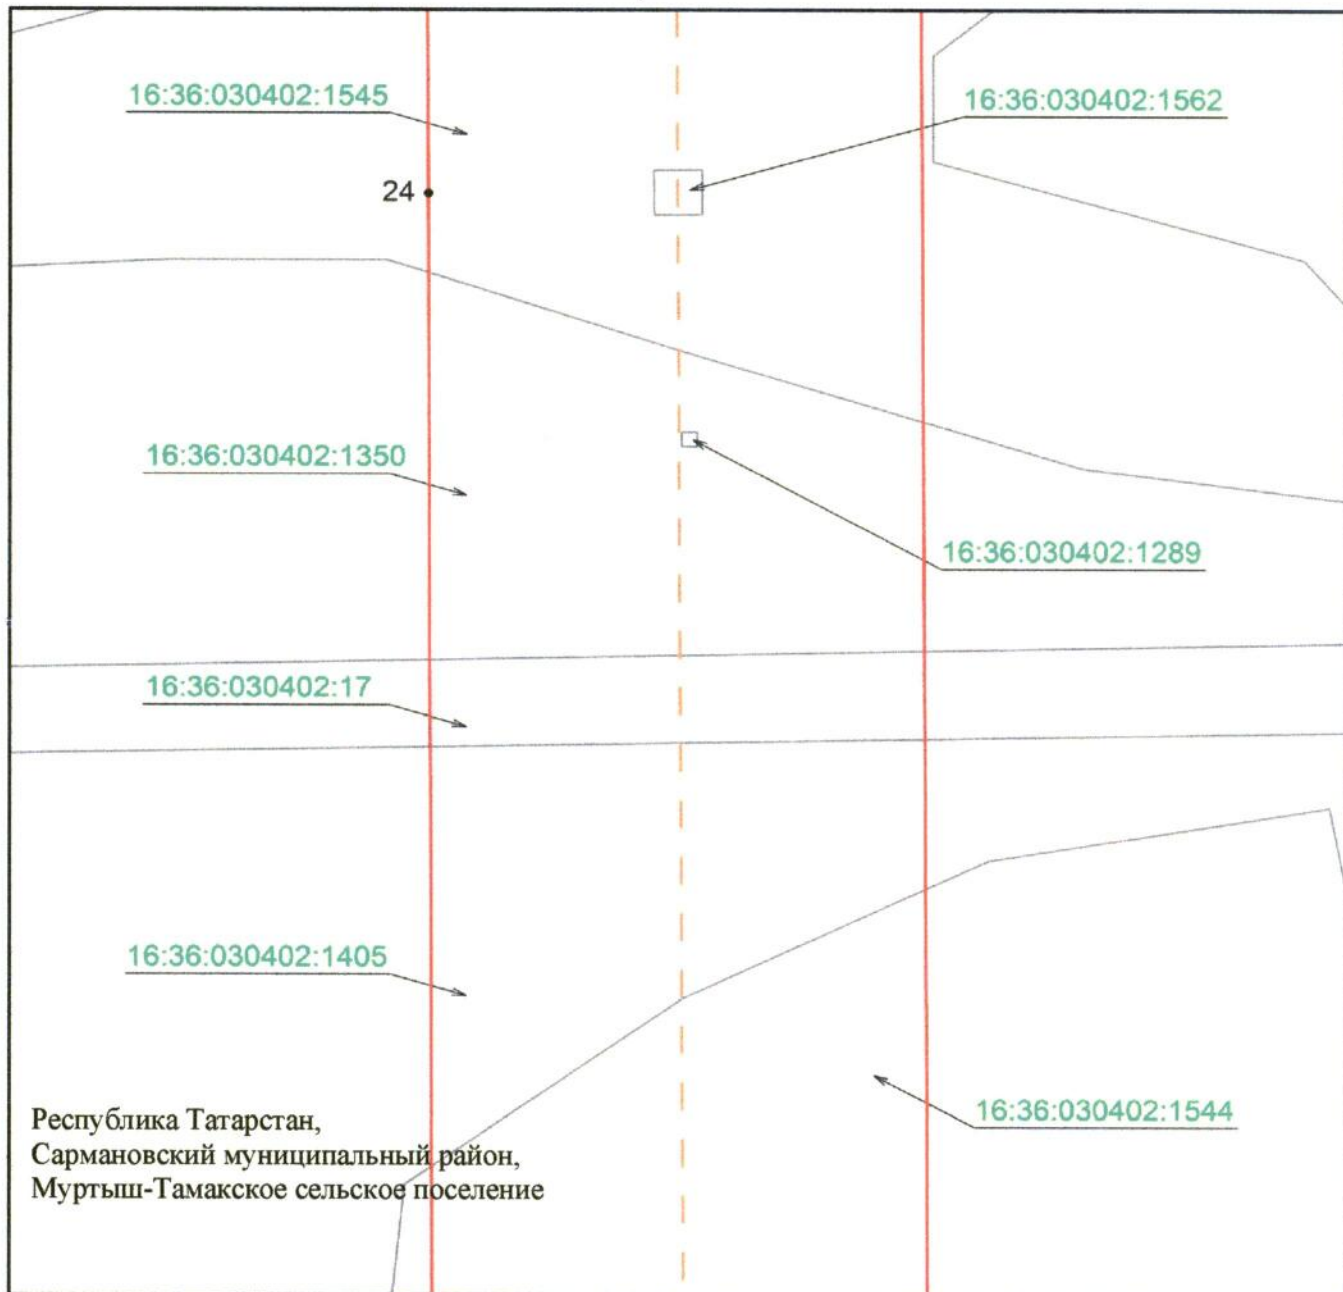 16:36:030402:1545
16:36:030402:1562
24
16:36:030402:1350
16:36:030402:1289
16:36:030402:17
16:36:030402:1405
16:36:030402:1544
Республика Татарстан,
Сармановский муниципальный район,
Муртыш-Тамакское сельское поселение